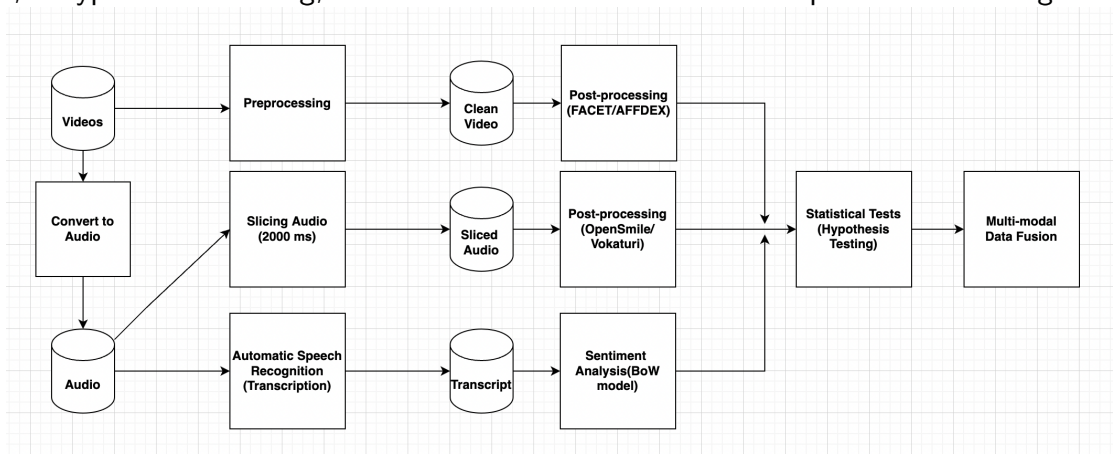 Videos
Preprocessing
Clean
Video
Post-processing
(FACET/AFFDEX)
Convert to
Audio
Slicing Audio
(2000 ms)
Sliced
Audio
Post-processing
(OpenSmile/
Vokaturi)
Statistical Tests
(Hypothesis
Testing)
Multi-modal
Data Fusion
Audio
Automatic Speech
Recognition
(Transcription)
Transcript
Sentiment
Analysis(BoW
model)